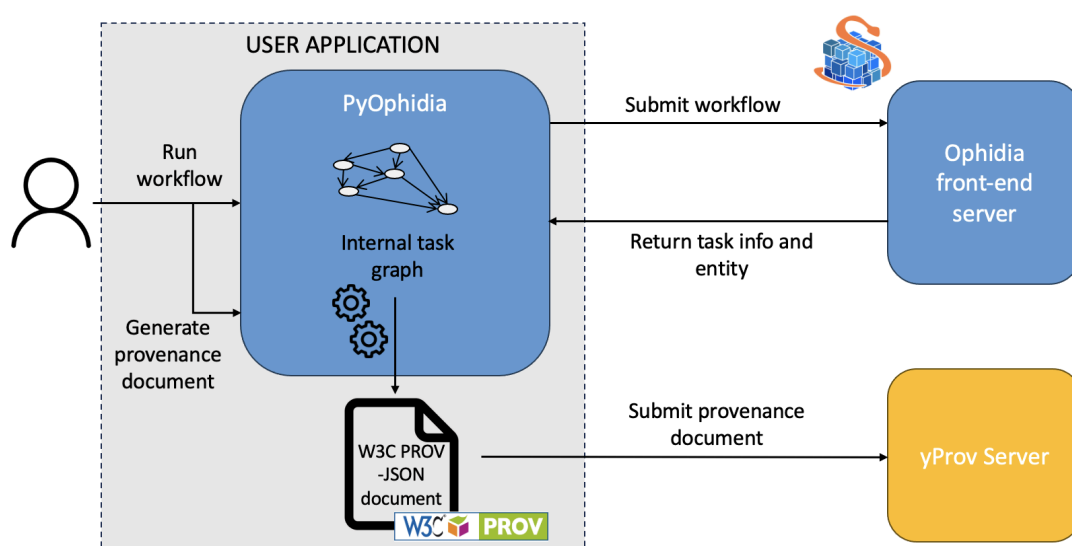 USER APPLICATION
PyOphidia
Submit workflow
Run
workflow
Ophidia
front-end
server
Internal task
graph
Return task info and
entity
Generate
provenance
document
Submit provenance
document
W3C PROV
-JSON
document
yProv Server
W3C PROV